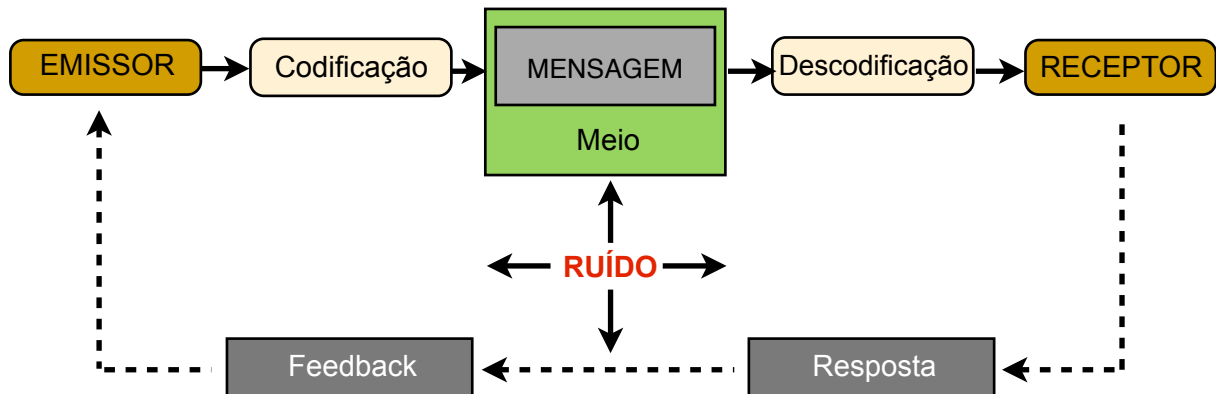 EMISSOR
Codificação
MENSAGEM
Meio
Descodificação
RECEPTOR
RUÍDO
Feedback
Resposta